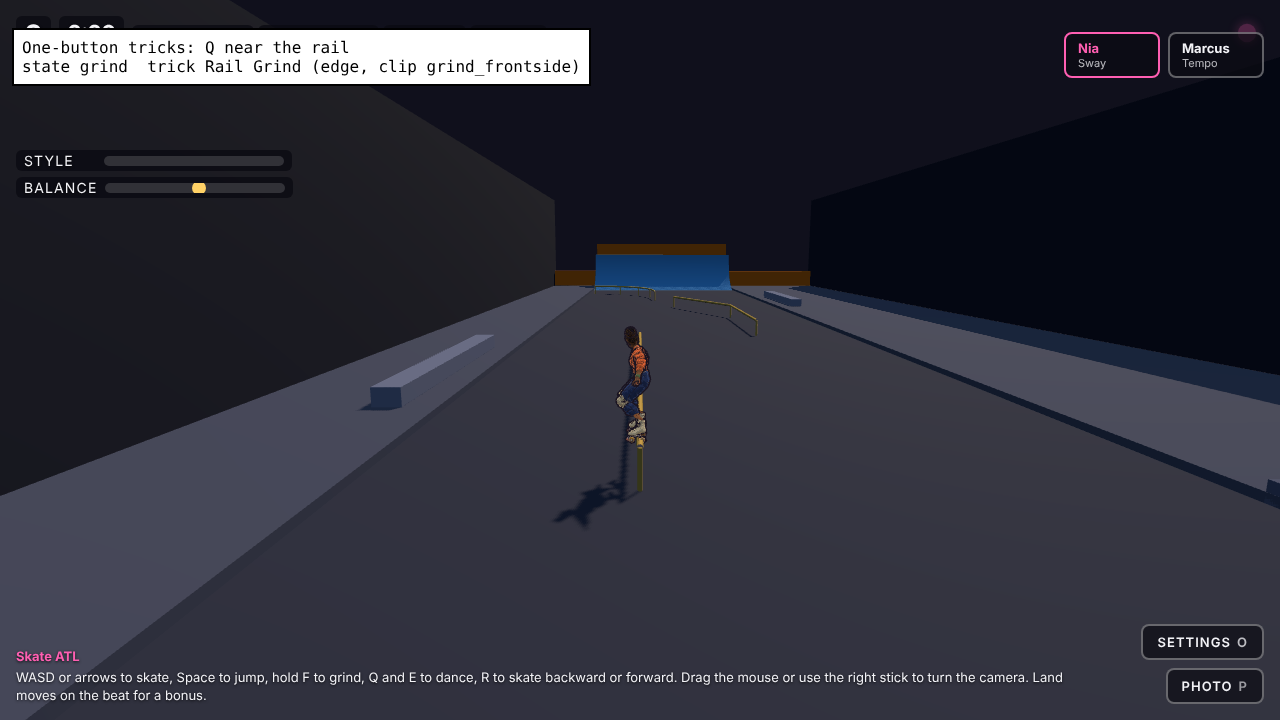 One-button tricks: Q near the rail
state grind  trick Rail Grind (edge, clip grind_frontside)
Nia
Sway
Marcus
Tempo
STYLE
BALANCE
SETTINGS O
PHOTO P
Skate ATL
WASD or arrows to skate, Space to jump, hold F to grind, Q and E to dance, R to skate backward or forward. Drag the mouse or use the right stick to turn the camera. Land
moves on the beat for a bonus.